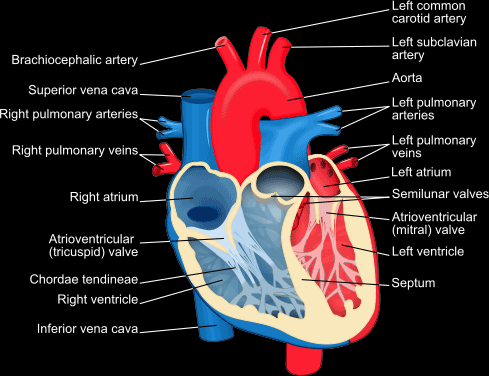 Left common
carotid artery
Brachiocephalic artery
Left subclavian
artery
Superior vena cava
Aorta
Right pulmonary arteries
Left pulmonary
arteries
Right pulmonary veins
Left pulmonary
veins
Left atrium
Right atrium
Semilunar valves
Atrioventricular
(mitral) valve
Atrioventricular
(tricuspid) valve
Left ventricle
Chordae tendineae
Septum
Right ventricle
Inferior vena cava